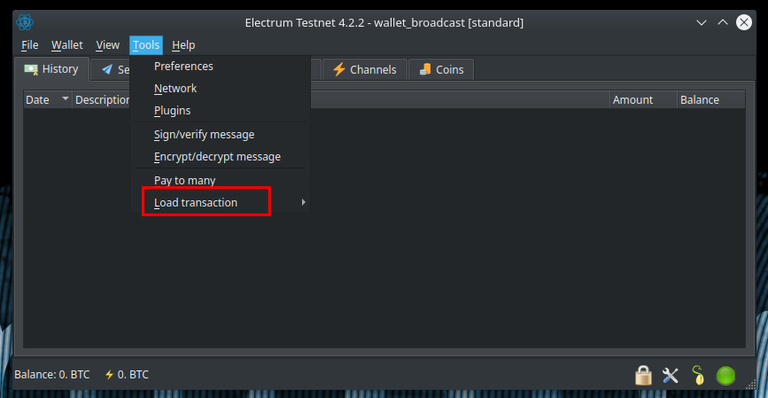 Electrum Testnet 4.2.2 - wallet_broadcast [standard]
File Wallet View Tools Help
History Se Channels Coins
Preferences
Network
Plugins
Date Description Amount Balance
Sign/verify message
Encrypt/decrypt message
Pay to many
Load transaction
Balance: 0. BTC 0. BTC